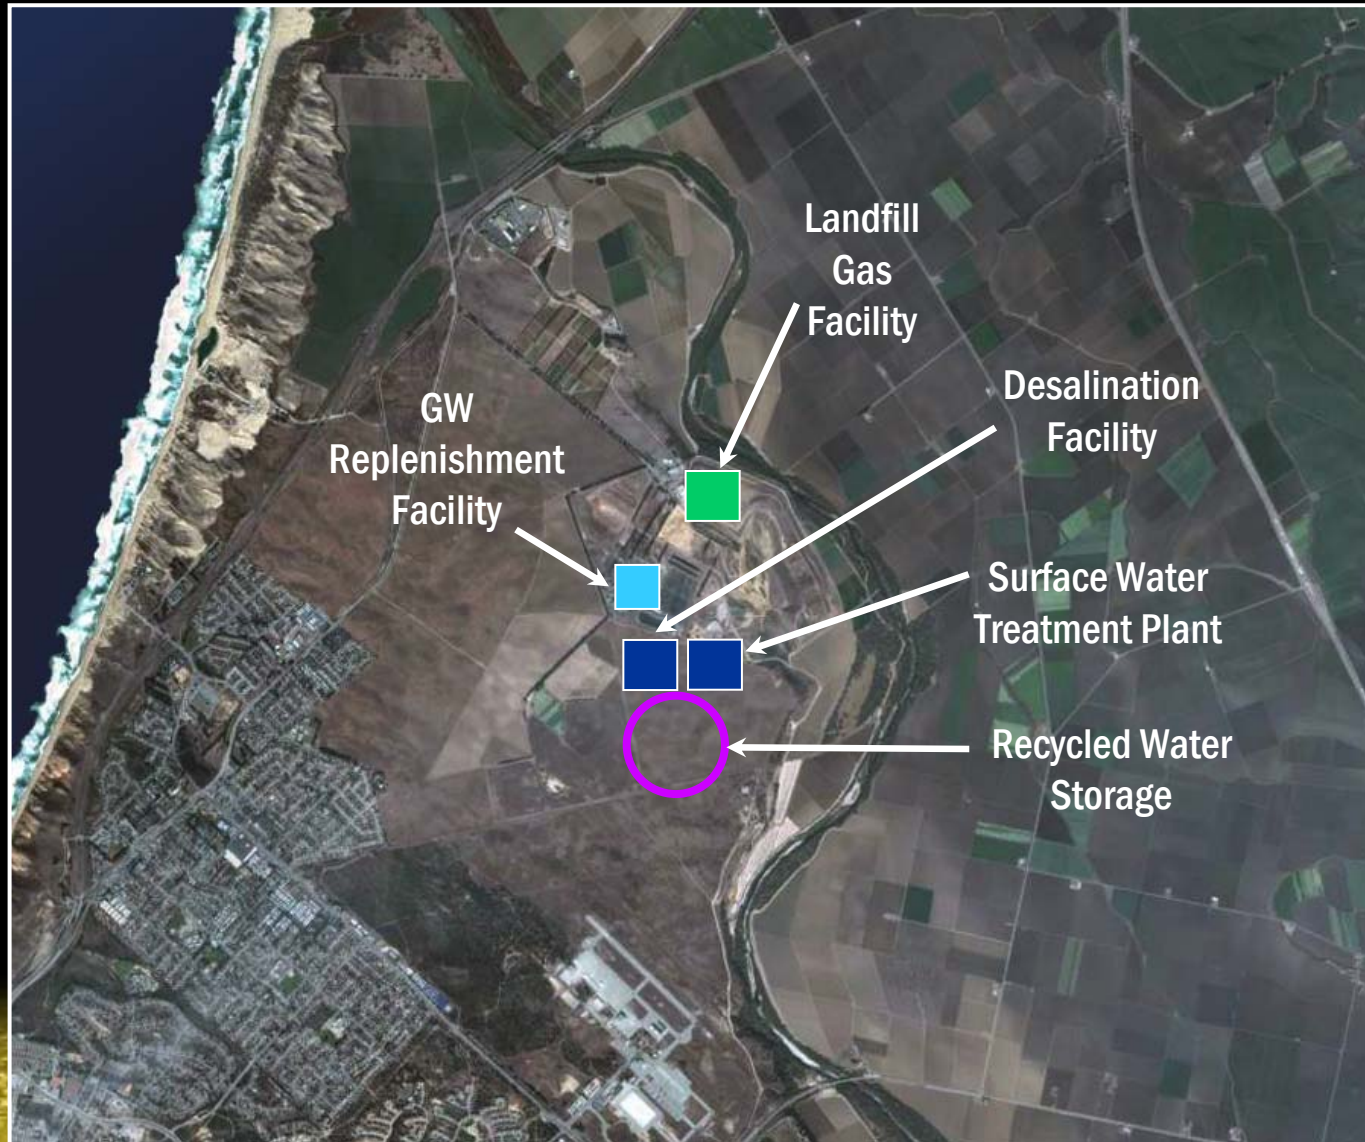 Landfill
Gas
Facility
Desalination
Facility
GW
Replenishment
Facility
Surface Water
Treatment Plant
Recycled Water
Storage